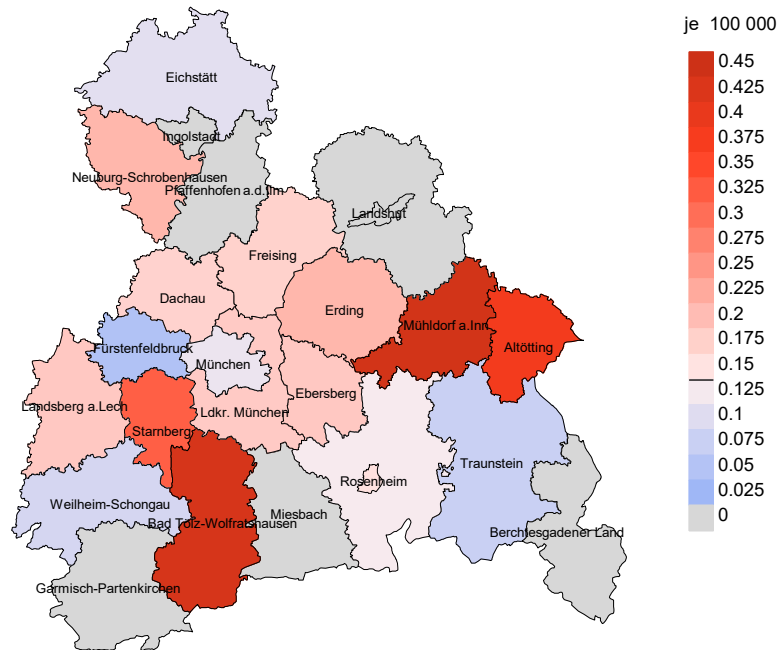 je 100 000
Eichstätt
Ingolstadt
Neuburg-Schrobenhausen
Pfaffenhofen a.d.Ilm
Landshut
Freising
Dachau
Erding
Mühldorf a.Inn
Altötting
Fürstenfeldbruck
München
Ebersberg
Landsberg a.Lech
Ldkr. München
Starnberg
Traunstein
Rosenheim
Weilheim-Schongau
Miesbach
Bad Tölz-Wolfratshausen
Berchtesgadener Land
Garmisch-Partenkirchen
0.45
0.425
0.4
0.375
0.35
0.325
0.3
0.275
0.25
0.225
0.2
0.175
0.15
0.125
0.1
0.075
0.05
0.025
0